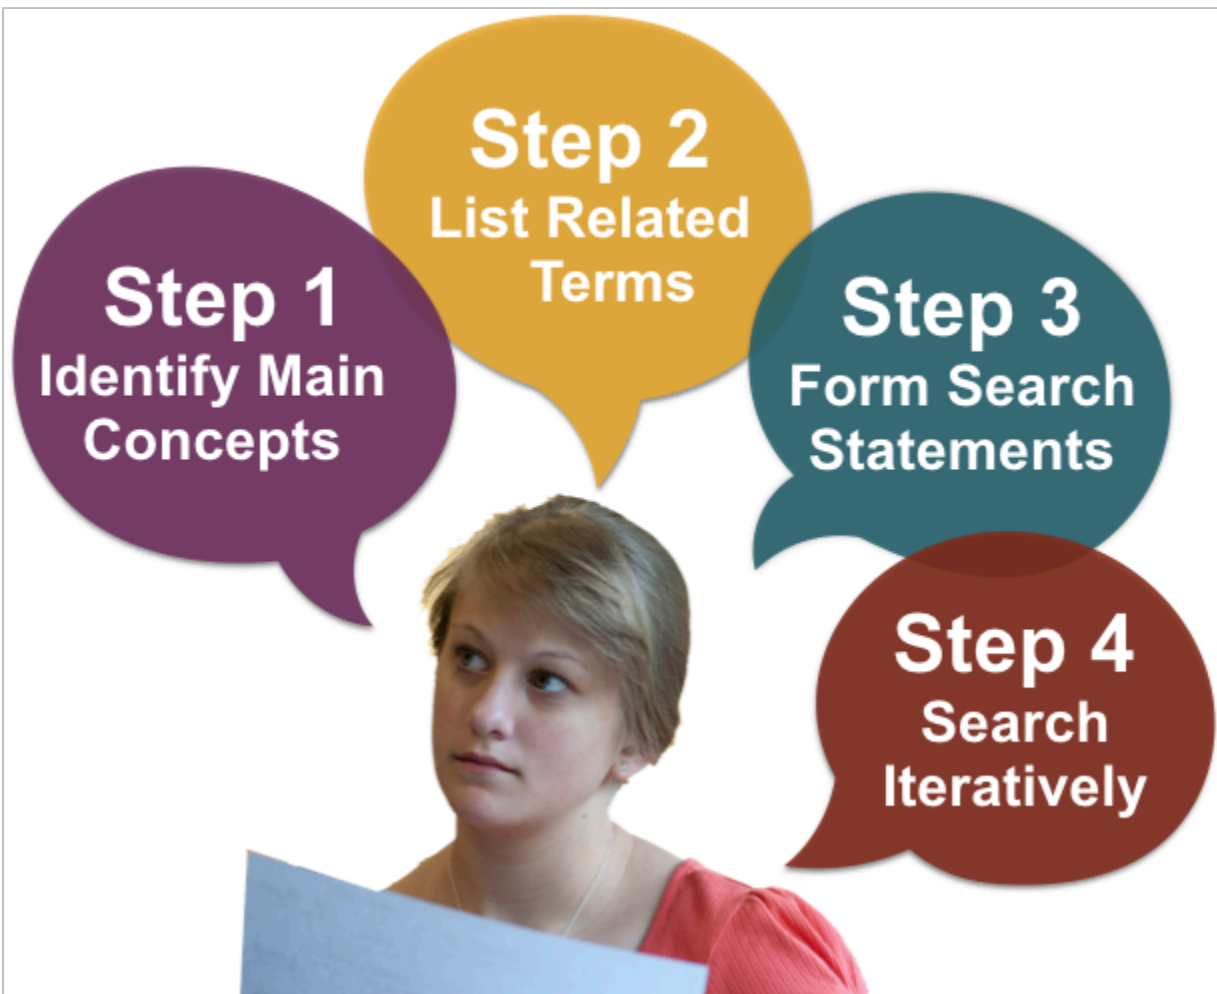 Step 1
Identify Main
Concepts
Step 2
List Related
Terms
Step 3
Form Search
Statements
Step 4
Search
Iteratively